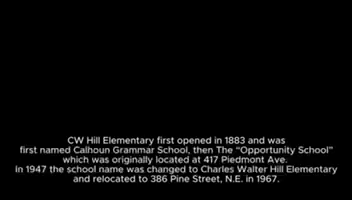 CW Hill Elementary first opened in 1883 and was
first named Calhoun Grammar School, then The "Opportunity School"
which was originally located at 417 Piedmont Ave.
In 1947 the school name was changed to Charles Walter Hill Elementary
and relocated to 386 Pine Street, N.E. in 1967.